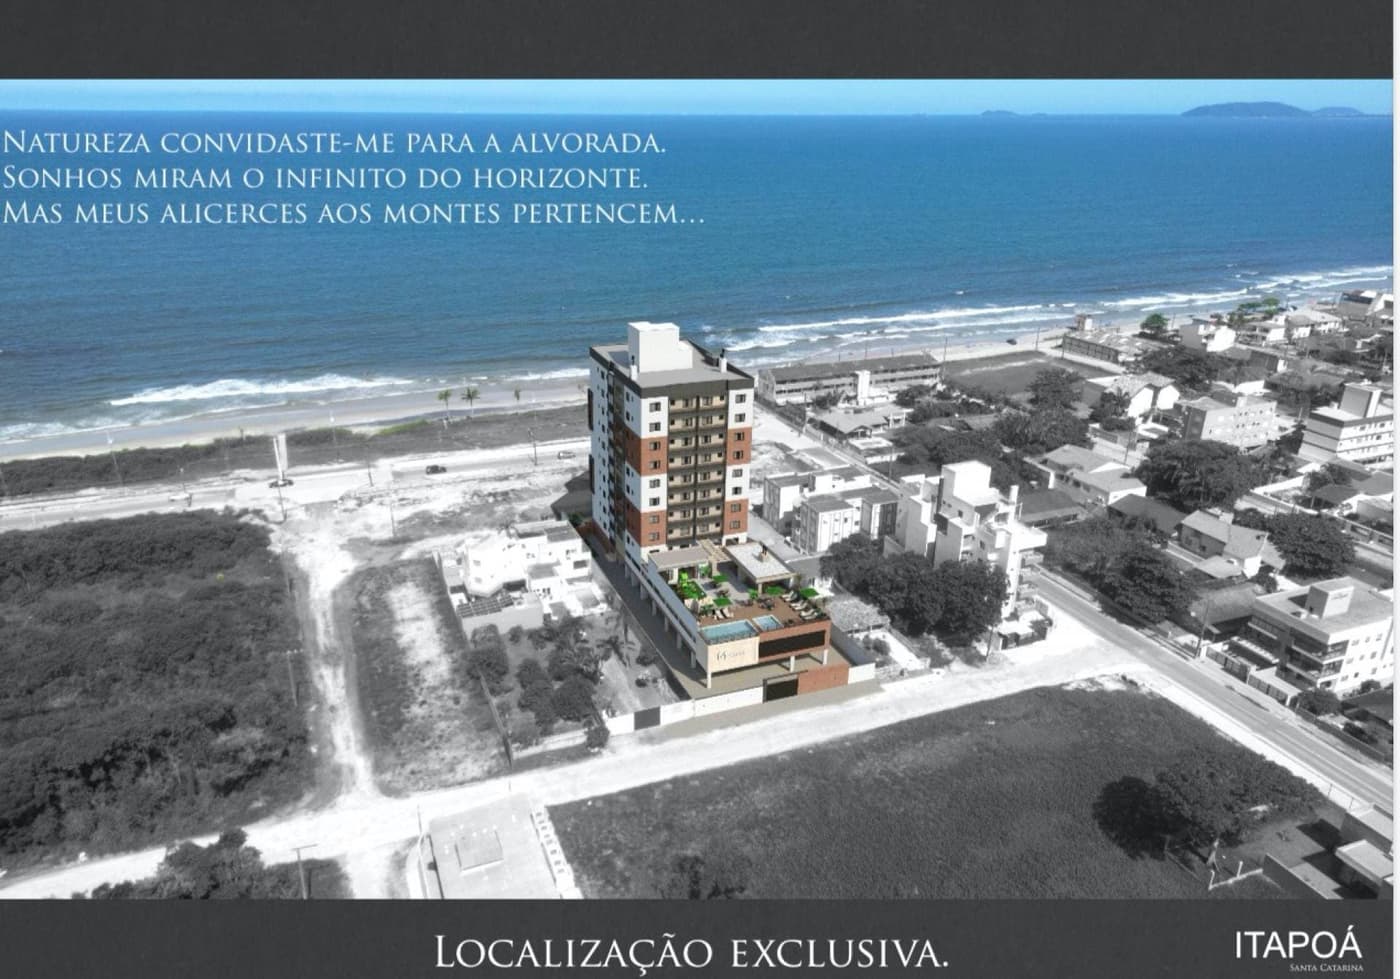 NATUREZA CONVIDASTE-ME PARA A ALVORADA.
SONHOS MIRAM O INFINITO DO HORIZONTE.
MAS MEUS ALICERCES AOS MONTES PERTENCEM...
LOCALIZAÇÃO EXCLUSIVA.
ITAPOÁ
SANTA CATARINA